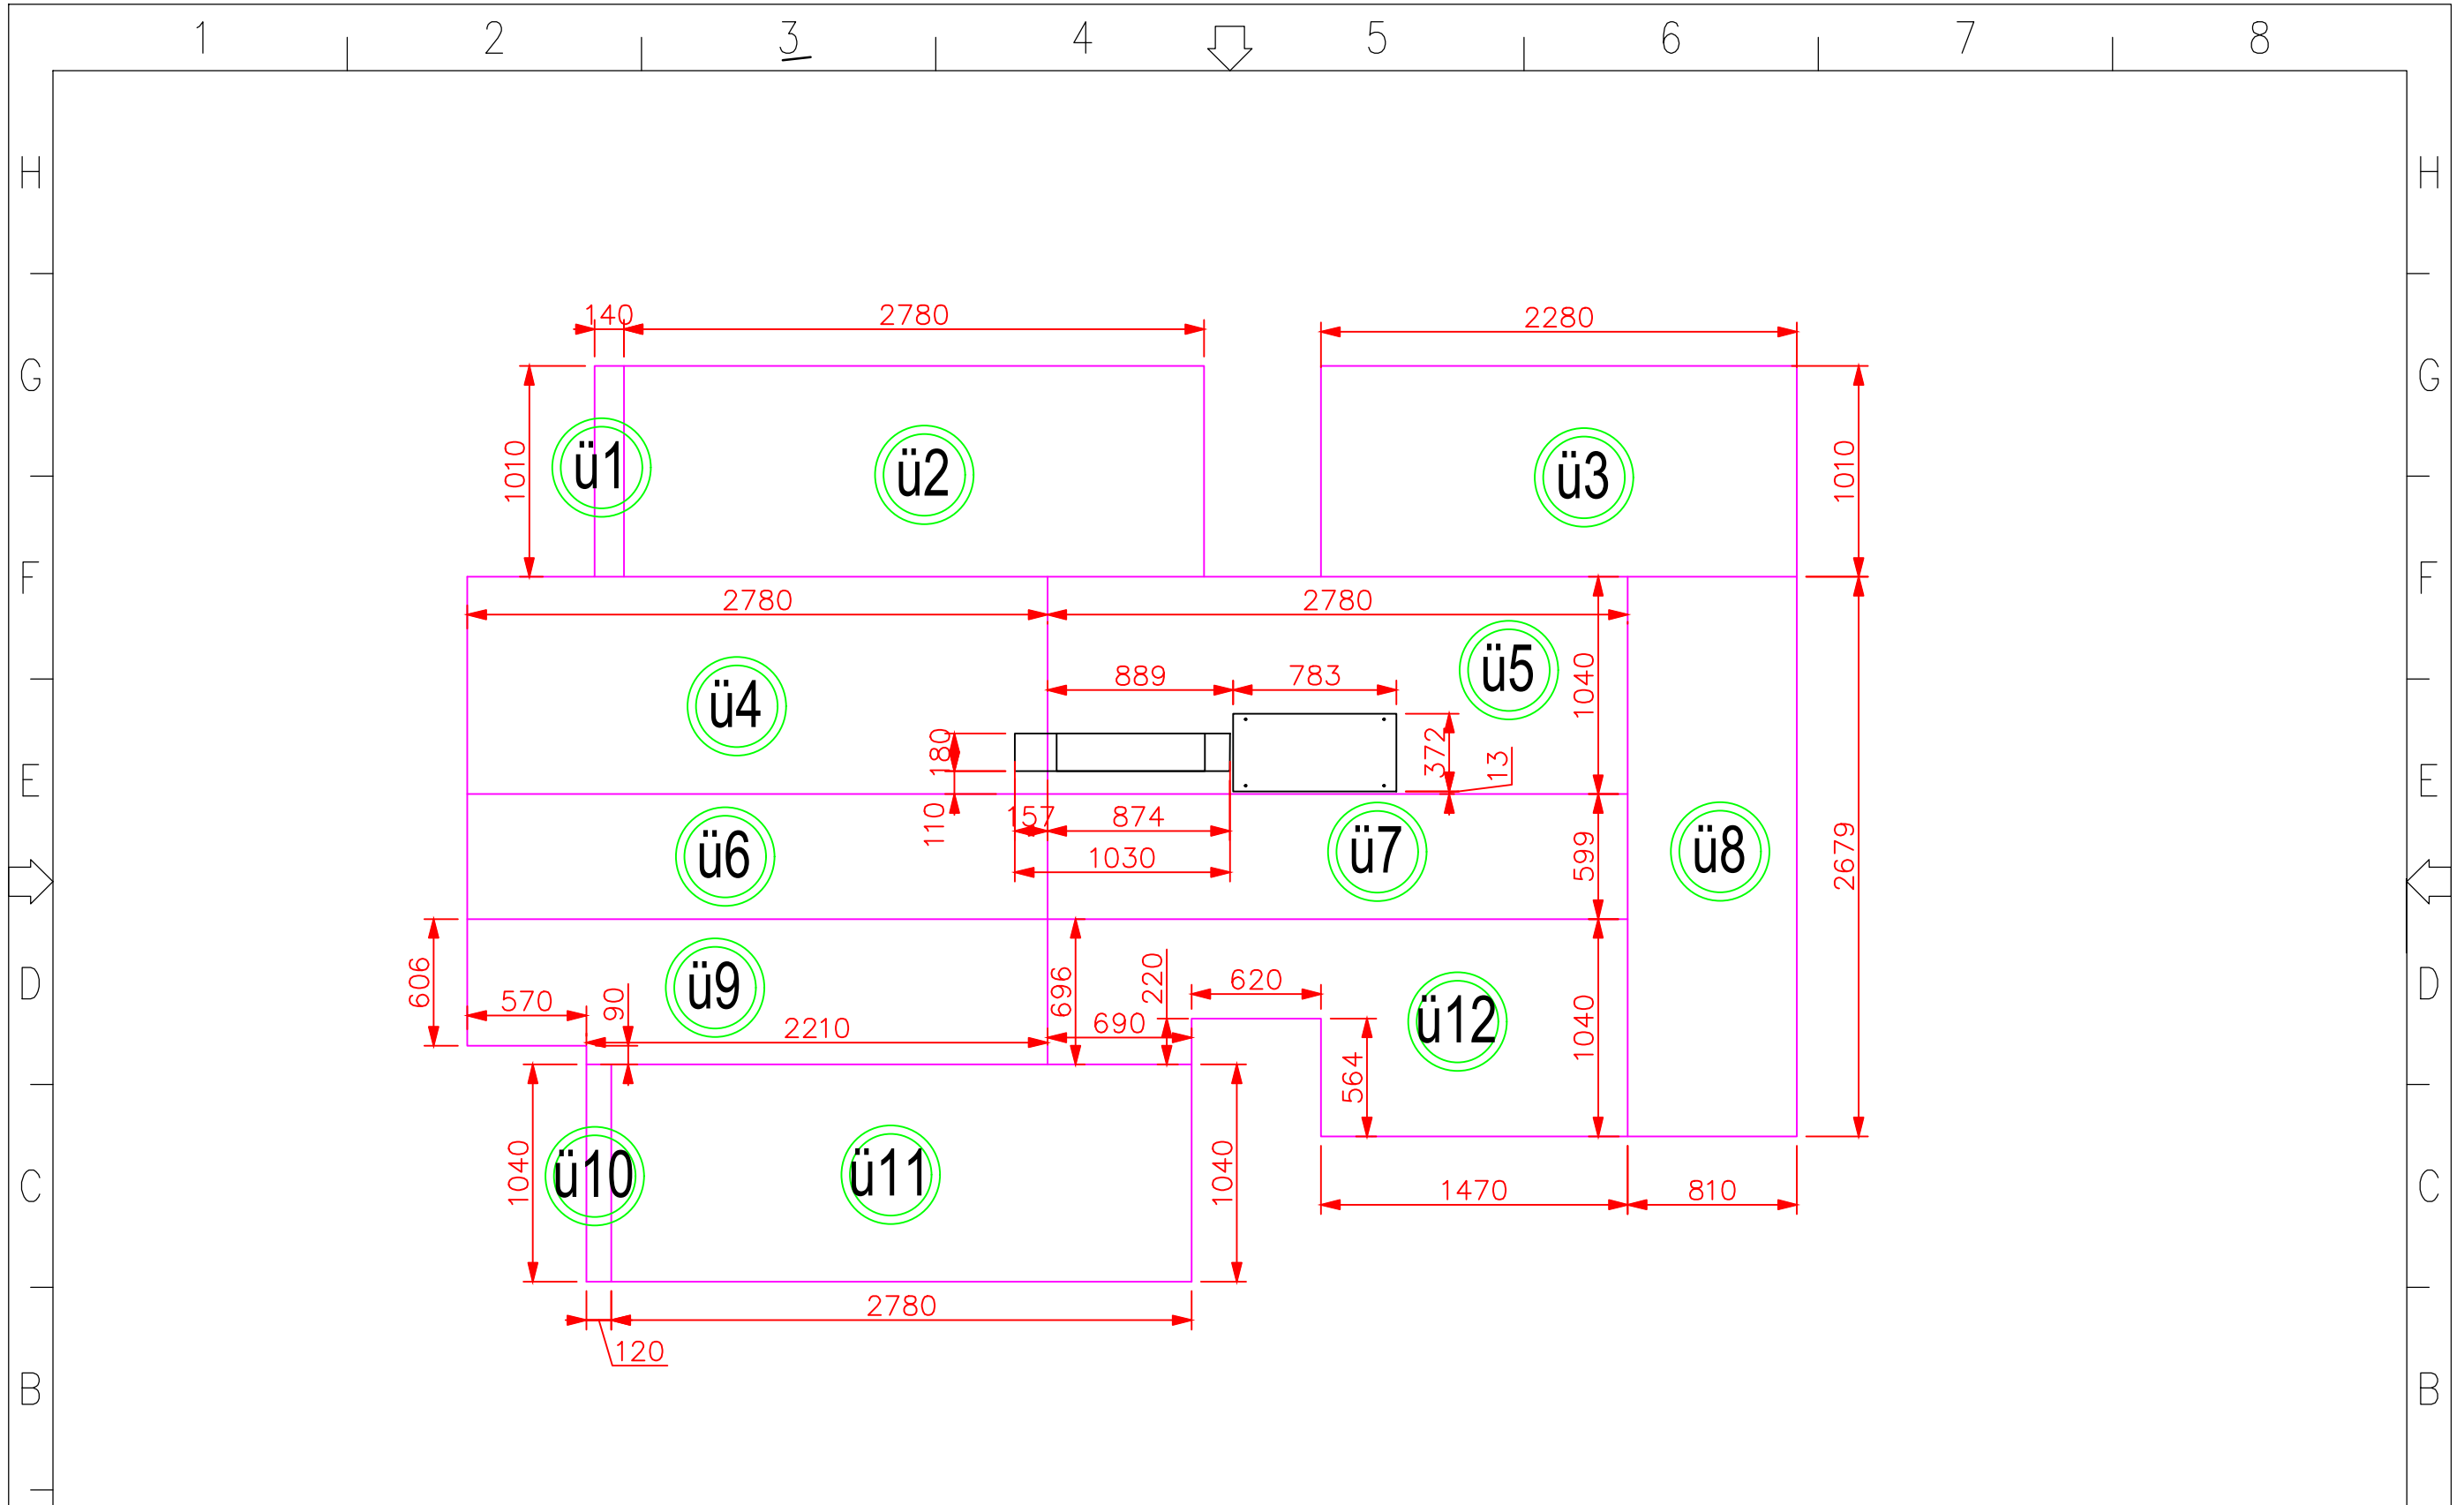 1 2 3 4 5 6 7 8
H H
140 2780 2280
G G
1010 ü1 ü2 ü3 1010
F F
2780 2780
889 783 1040
ü4 ü5
180 372 13
E E
110 157 874 599
ü6 1030 ü7 ü8 2679
606 570 90 ü9 696 220 620
D D
2210 690 ü12 1040
564
1040 ü10 ü11 1040
C C
1470 810
2780
120
B B